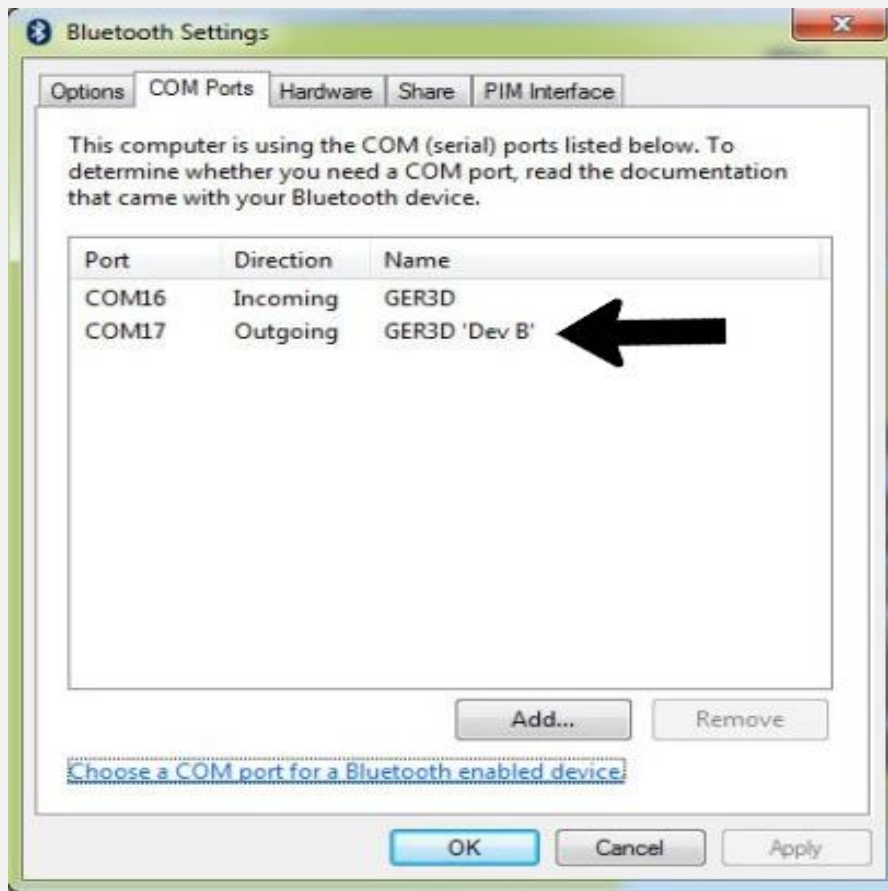 Bluetooth Settings
Options COM Ports Hardware Share PIM Interface
This computer is using the COM (serial) ports listed below. To
determine whether you need a COM port, read the documentation
that came with your Bluetooth device.
Port Direction Name
COM16 Incoming GER3D
COM17 Outgoing GER3D 'Dev B'
Add... Remove
Choose a COM port for a Bluetooth enabled device.
OK Cancel Apply